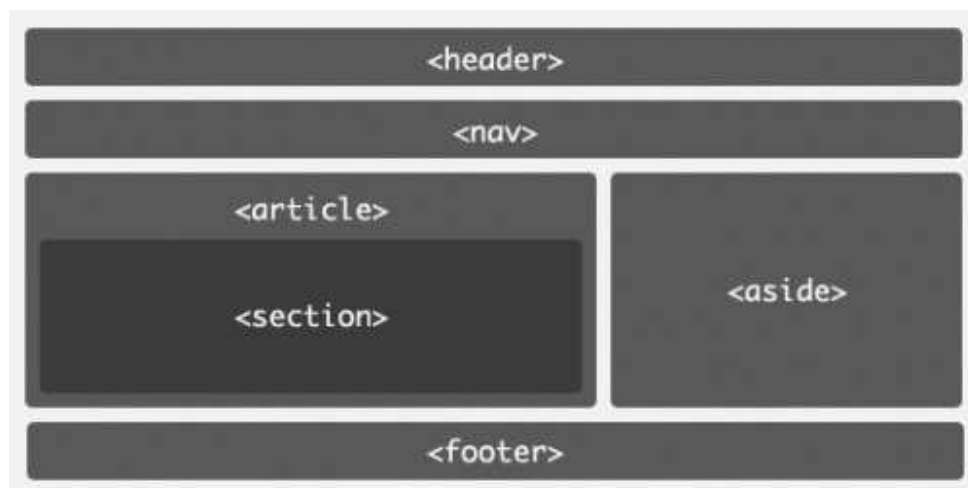 <header>
<nav>
<article>
<section>
<aside>
<footer>